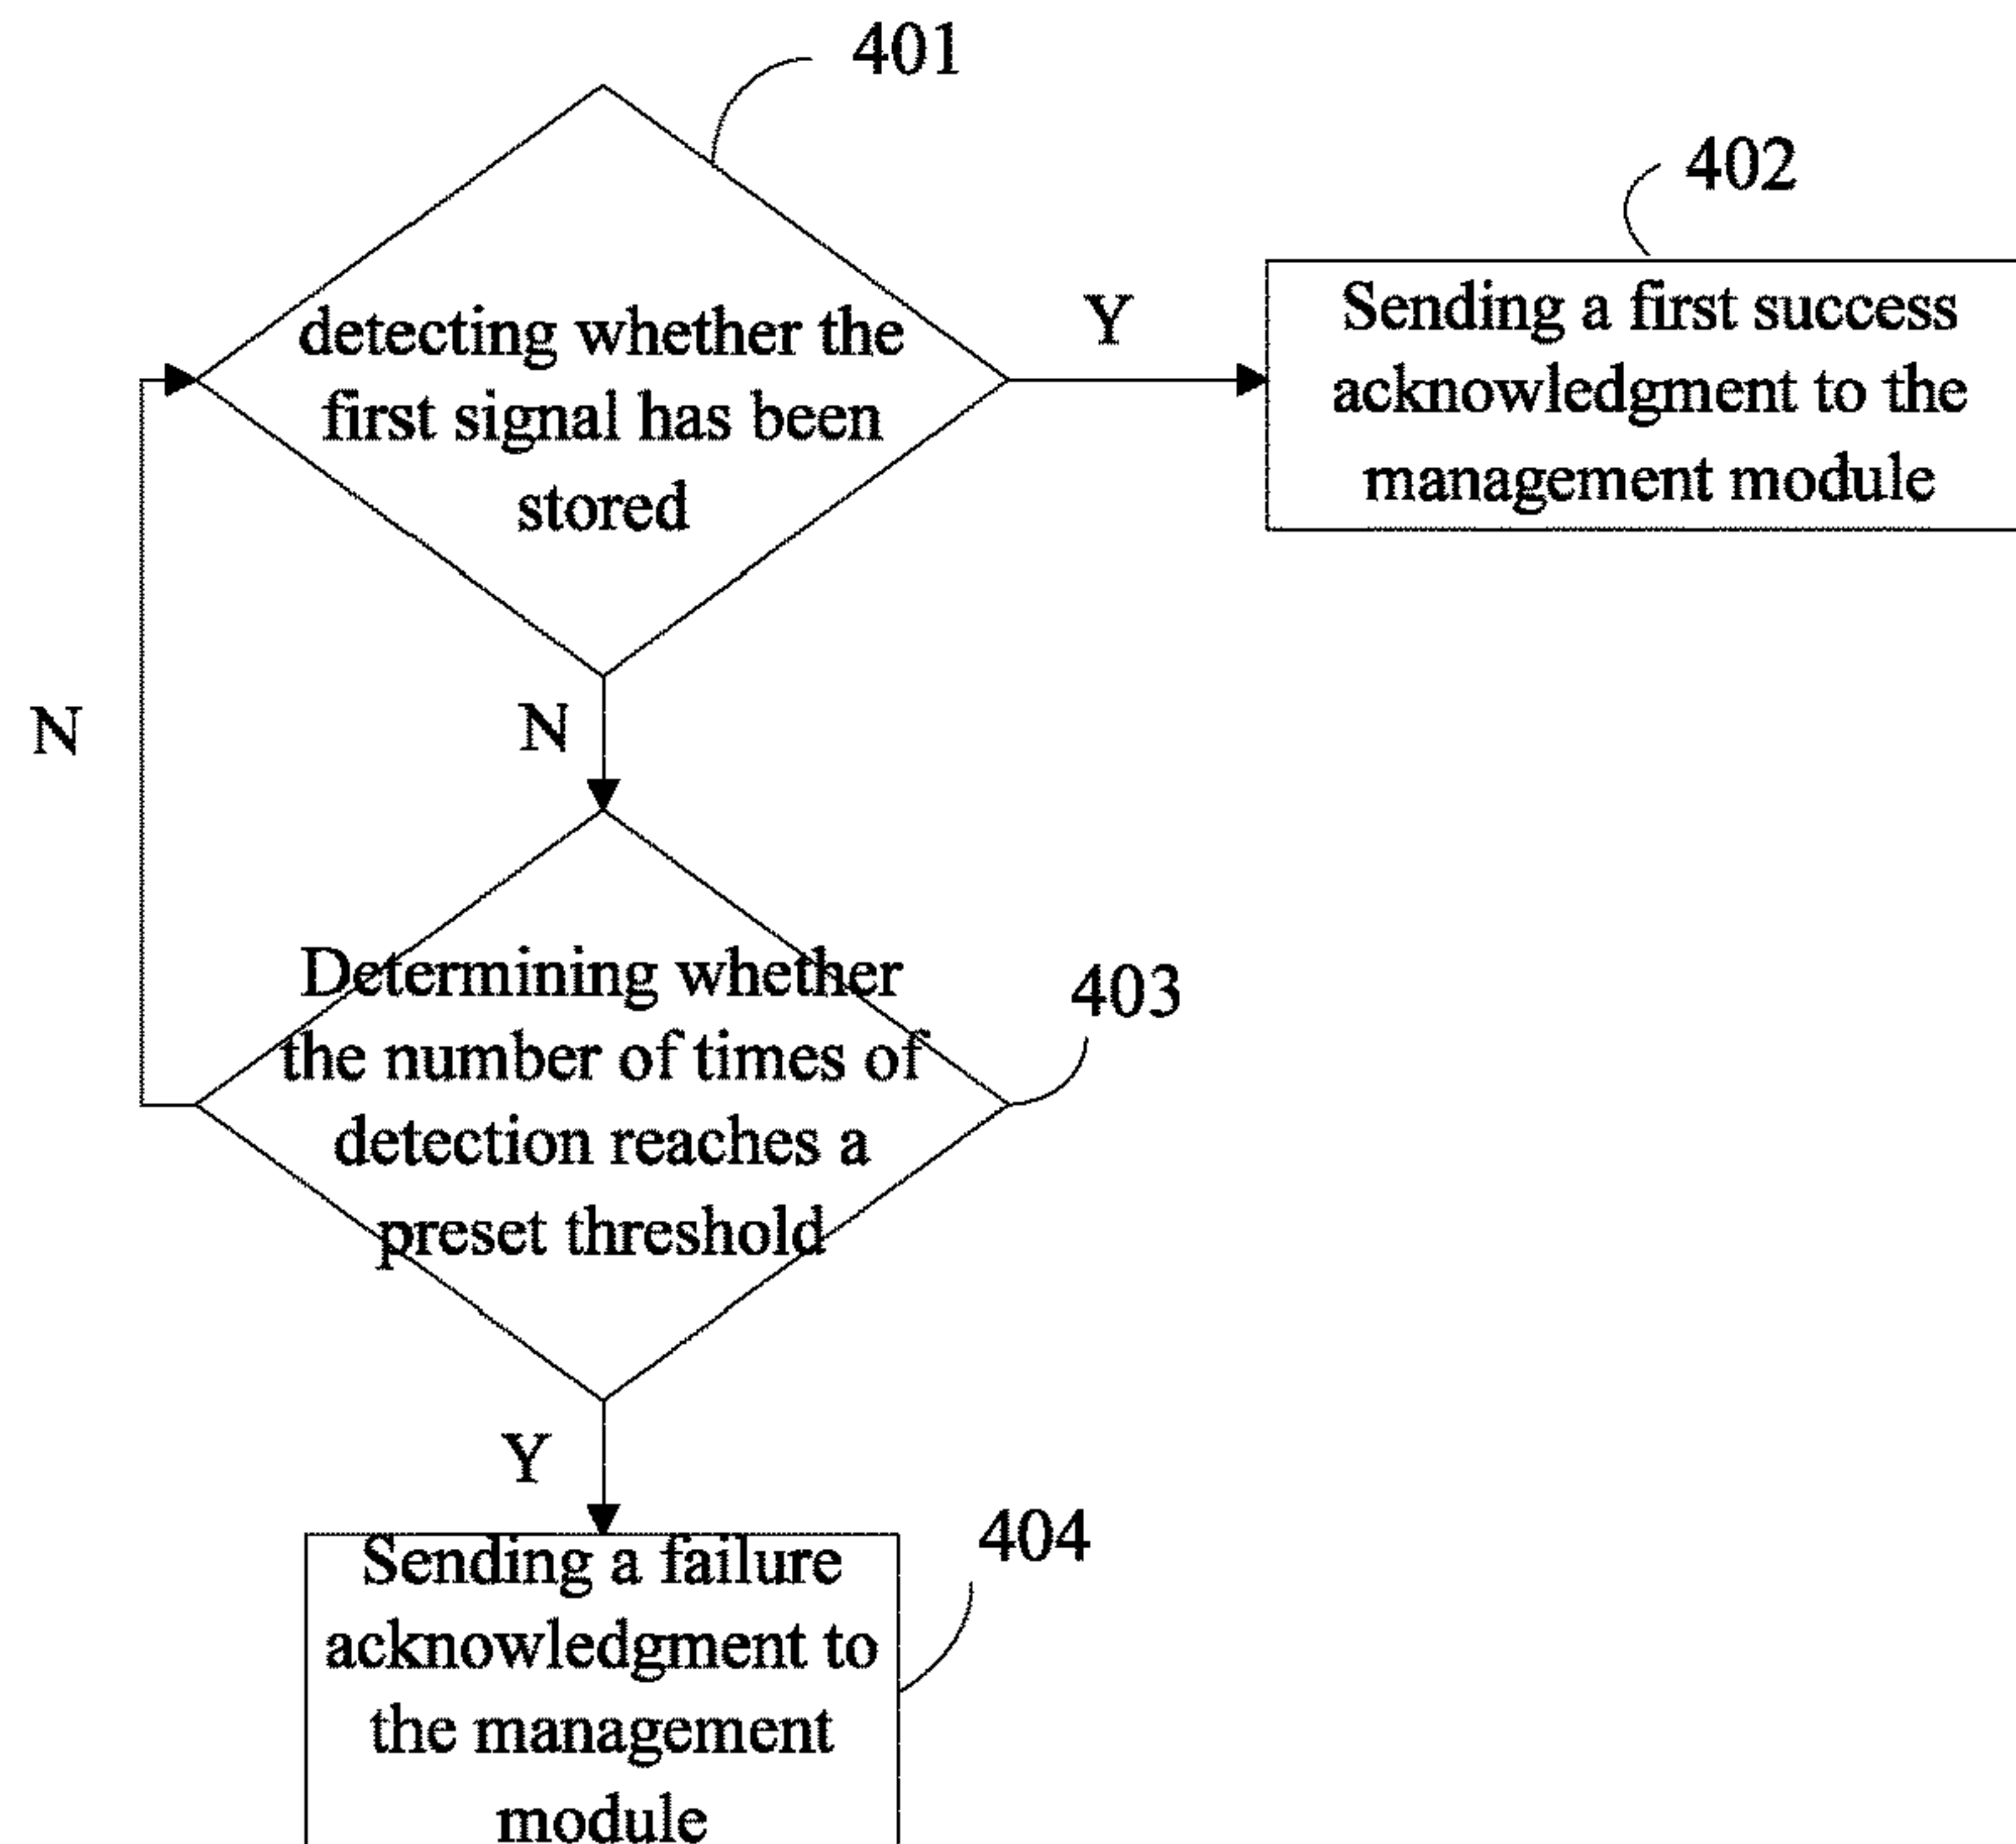 401
402
detecting whether the
first signal has been
stored
Y
Sending a first success
acknowledgment to the
management module
N
N
Determining whether
the number of times of
detection reaches a
preset threshold
403
Y
404
Sending a failure
acknowledgment to
the management
module